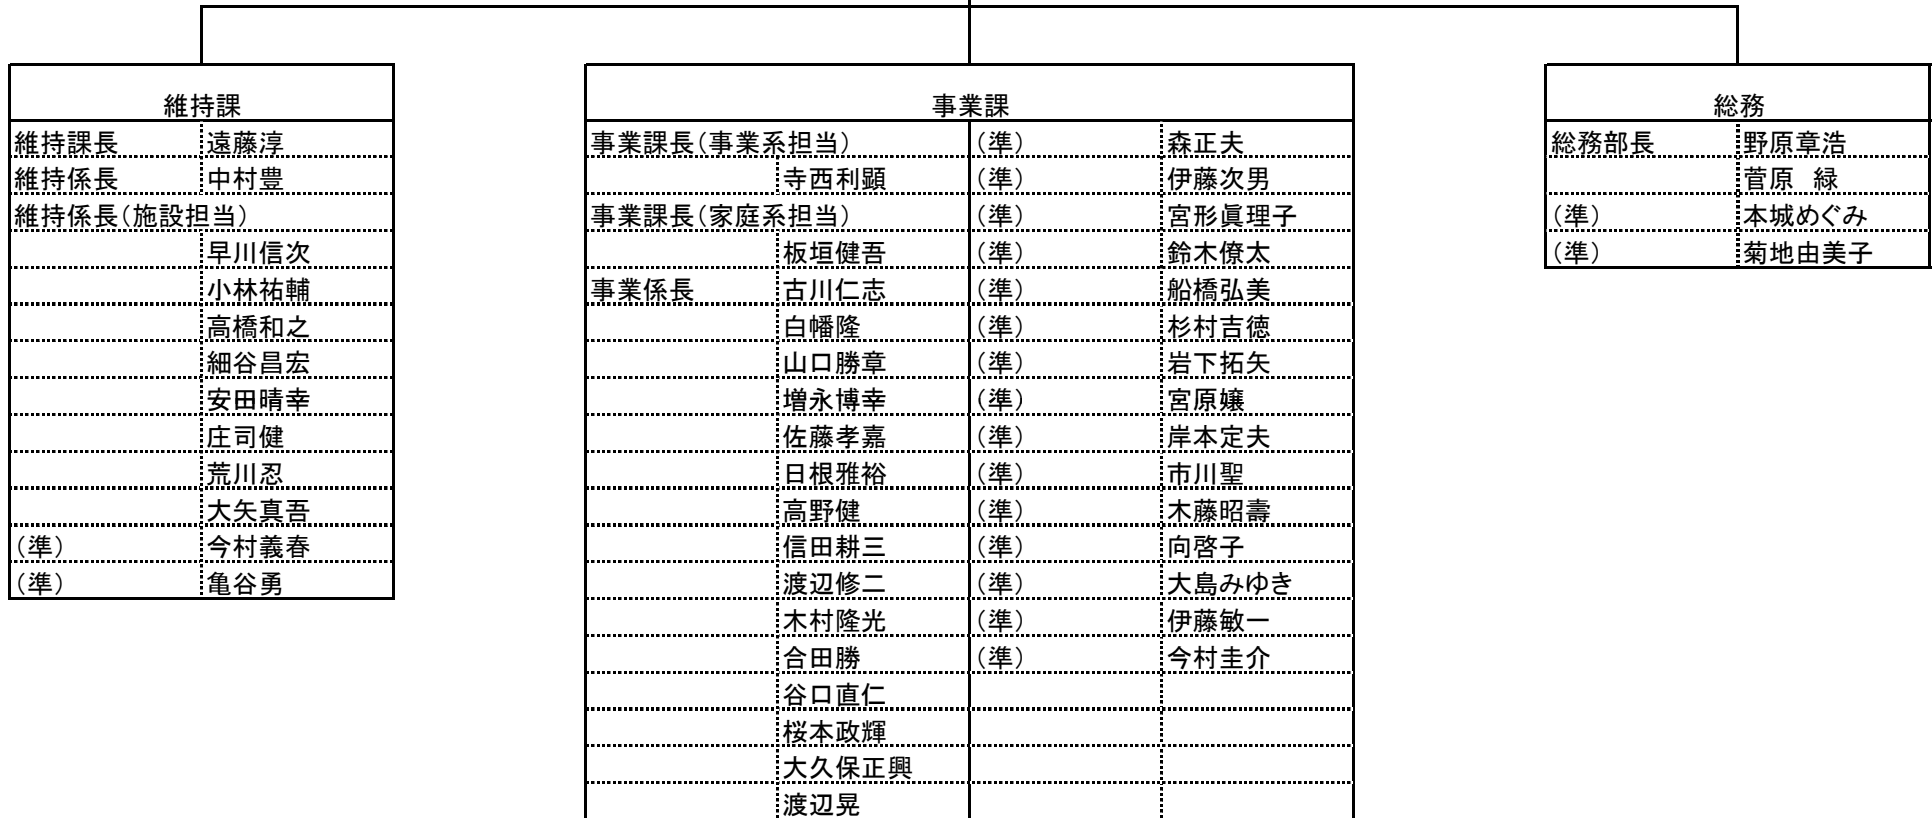 維持課
維持課長 遠藤淳
維持係長 中村豊
維持係長（施設担当）
早川信次
小林祐輔
高橋和之
細谷昌宏
安田晴幸
庄司健
荒川忍
大矢真吾
（準） 今村義春
（準） 亀谷勇
事業課
事業課長（事業系担当） （準） 森正夫
寺西利顕 （準） 伊藤次男
事業課長（家庭系担当） （準） 宮形眞理子
板垣健吾 （準） 鈴木僚太
事業係長 古川仁志 （準） 船橋弘美
白幡隆 （準） 杉村吉徳
山口勝章 （準） 岩下拓矢
増永博幸 （準） 宮原嬢
佐藤孝嘉 （準） 岸本定夫
日根雅裕 （準） 市川聖
高野健 （準） 木藤昭壽
信田耕三 （準） 向啓子
渡辺修二 （準） 大島みゆき
木村隆光 （準） 伊藤敏一
合田勝 （準） 今村圭介
谷口直仁
桜本政輝
大久保正興
渡辺晃
総務
総務部長 野原章浩
菅原　緑
（準） 本城めぐみ
（準） 菊地由美子